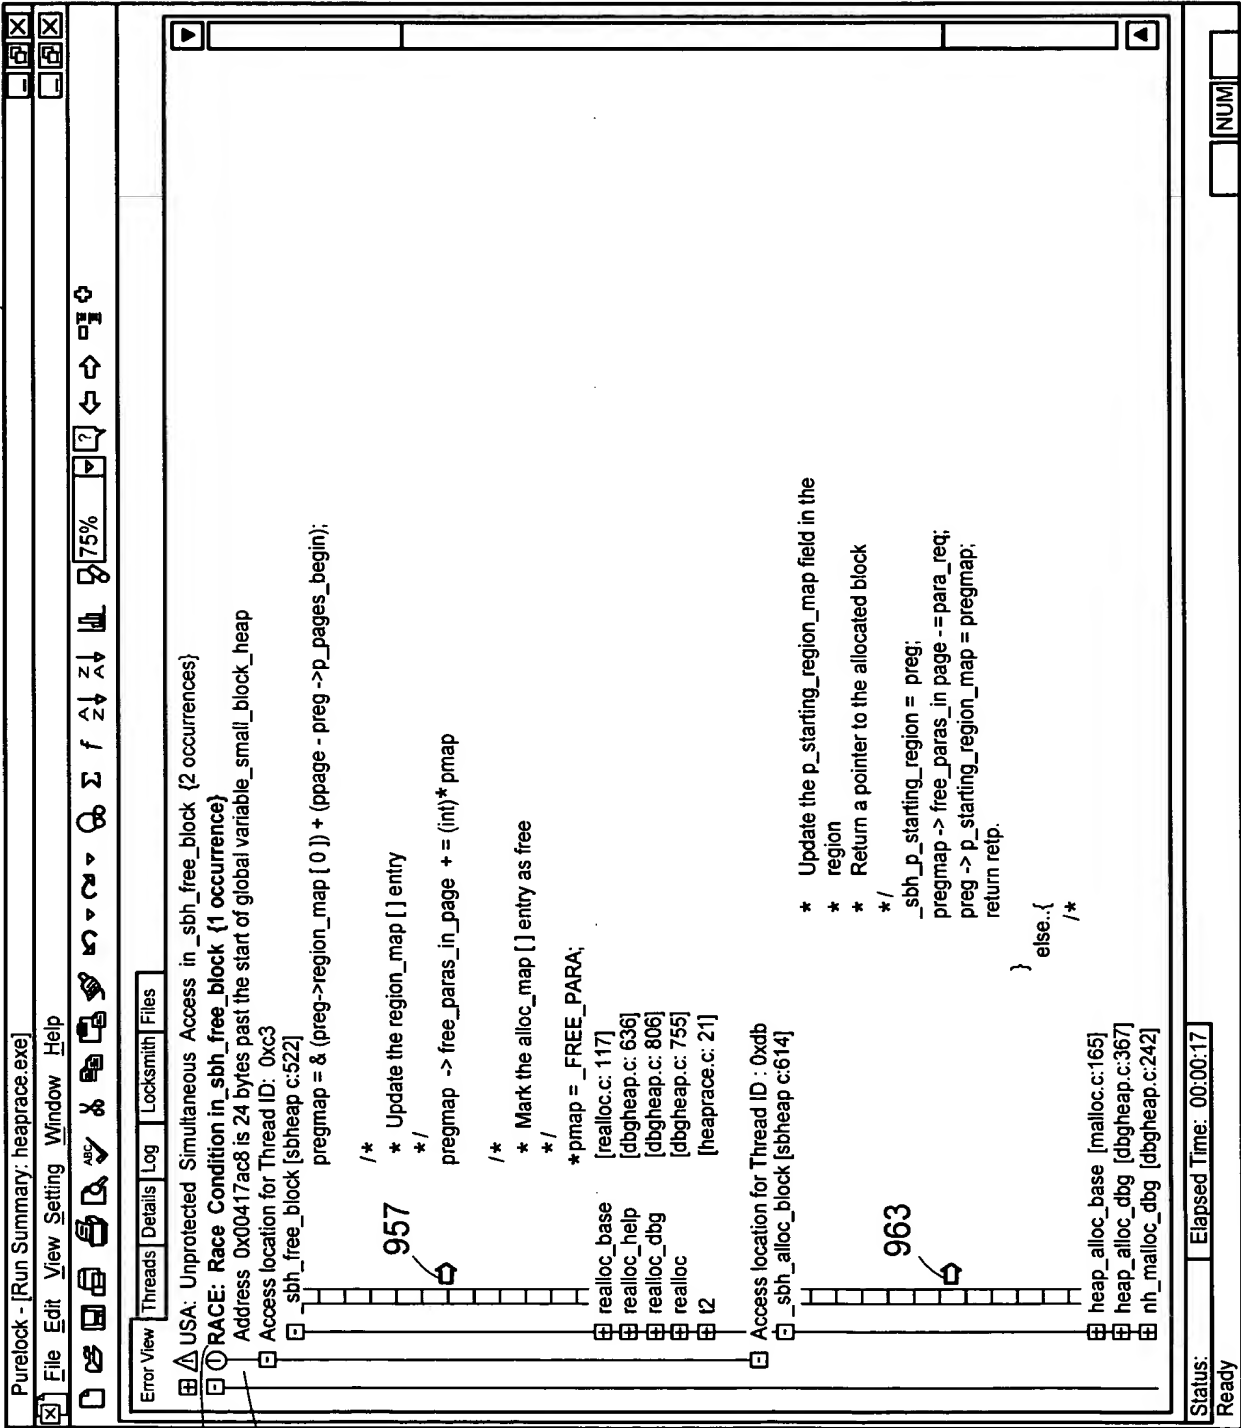 Purelock - [Run Summary: heaprace.exe]
File Edit View Setting Window Help
ABC
Σ f A Z Z A 75% ?
Error View Threads Details Log Locksmith Files
USA: Unprotected Simultaneous Access in _sbh_free_block {2 occurrences}
RACE: Race Condition in_sbh_free_block {1 occurrence}
Address 0x00417ac8 is 24 bytes past the start of global variable_small_block_heap
Access location for Thread ID: 0xc3
sbh_free_block [sbheap c:522]
pregmap = & (preg->region_map [ 0 ]) + (ppage - preg ->p_pages_begin);
/*
* Update the region_map [ ] entry
*/
957
pregmap -> free_paras_in_page + = (int)* pmap
/*
* Mark the alloc_map [ ] entry as free
*/
*pmap = _FREE_PARA;
realloc_base [realloc.c: 117]
realloc_help [dbgheap.c: 636]
realloc_dbg [dbgheap.c: 806]
realloc [dbgheap.c: 755]
t2 [heaprace.c: 21]
Access location for Thread ID : 0xdb
_sbh_alloc_block [sbheap c:614]
* Update the p_starting_region_map field in the
* region
* Return a pointer to the allocated block
*/
963
_sbh_p_starting_region = preg;
pregmap -> free_paras_in page -=para_req;
preg -> p_starting_region_map = pregmap;
return retp.
}
else..{
/*
heap_alloc_base [malloc.c:165]
heap_alloc_dbg [dbgheap.c:367]
nh_malloc_dbg [dbgheap.c:242]
Status: Elapsed Time: 00:00:17
Ready NUM